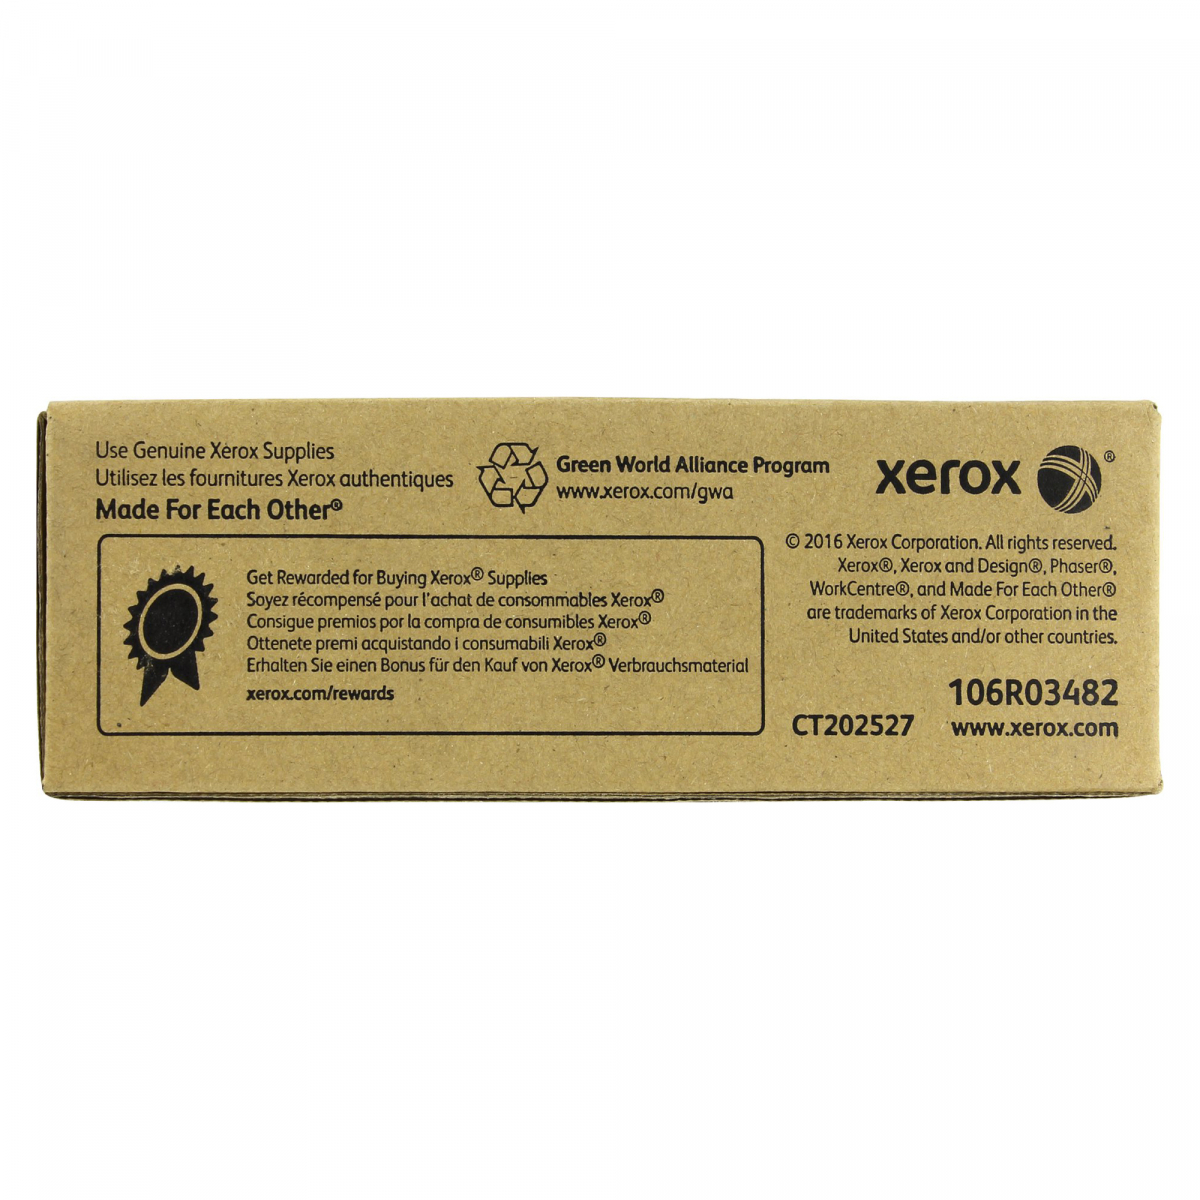 Use Genuine Xerox Supplies
Utilisez les fournitures Xerox authentiques
Made For Each Other®
Green World Alliance Program
www.xerox.com/gwa
xerox ®
Get Rewarded for Buying Xerox® Supplies
Soyez récompensé pour l'achat de consommables Xerox®
Consigue premios por la compra de consumibles Xerox®
Ottenete premi acquistando i consumabili Xerox®
Erhalten Sie einen Bonus für den Kauf von Xerox® Verbrauchsmaterial
xerox.com/rewards
© 2016 Xerox Corporation. All rights reserved.
Xerox®, Xerox and Design®, Phaser®,
WorkCentre®, and Made For Each Other®
are trademarks of Xerox Corporation in the
United States and/or other countries.
106R03482
CT202527 www.xerox.com